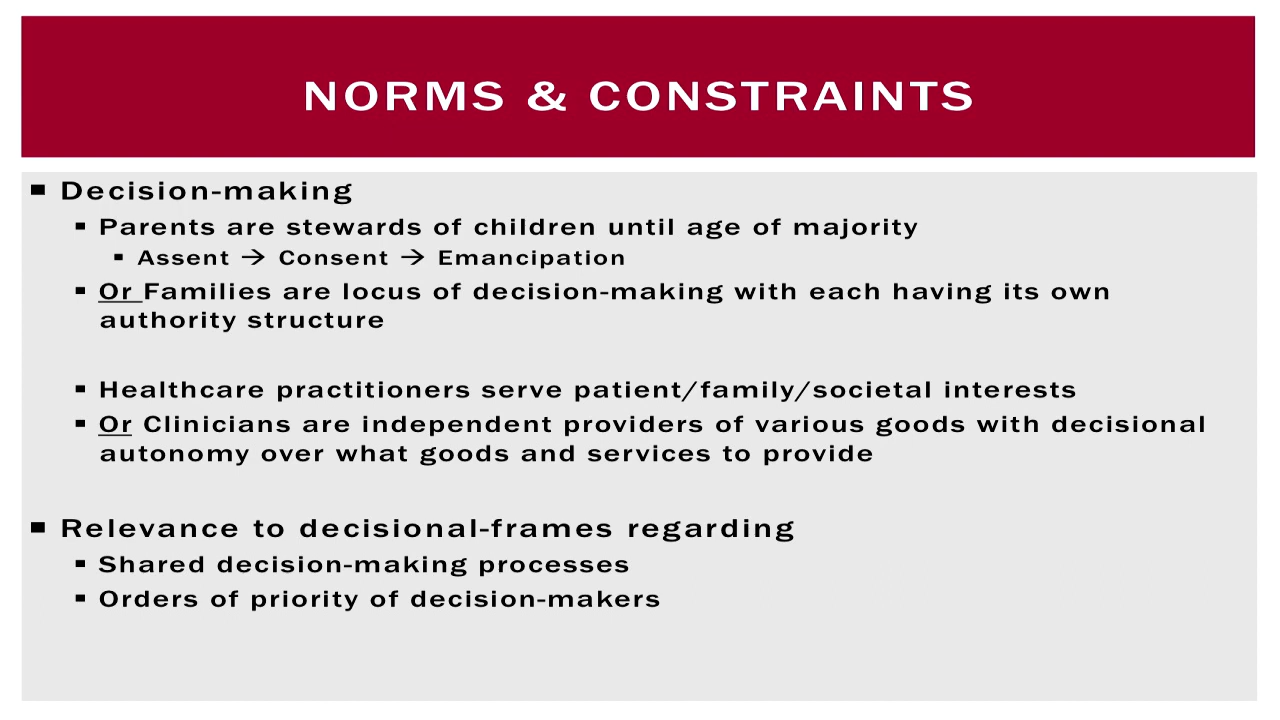 NORMS & CONSTRAINTS
▪ Decision-making
▪ Parents are stewards of children until age of majority
▪ Assent → Consent → Emancipation
▪ Or Families are locus of decision-making with each having its own
authority structure
▪ Healthcare practitioners serve patient/family/societal interests
▪ Or Clinicians are independent providers of various goods with decisional
autonomy over what goods and services to provide
▪ Relevance to decisional-frames regarding
▪ Shared decision-making processes
▪ Orders of priority of decision-makers